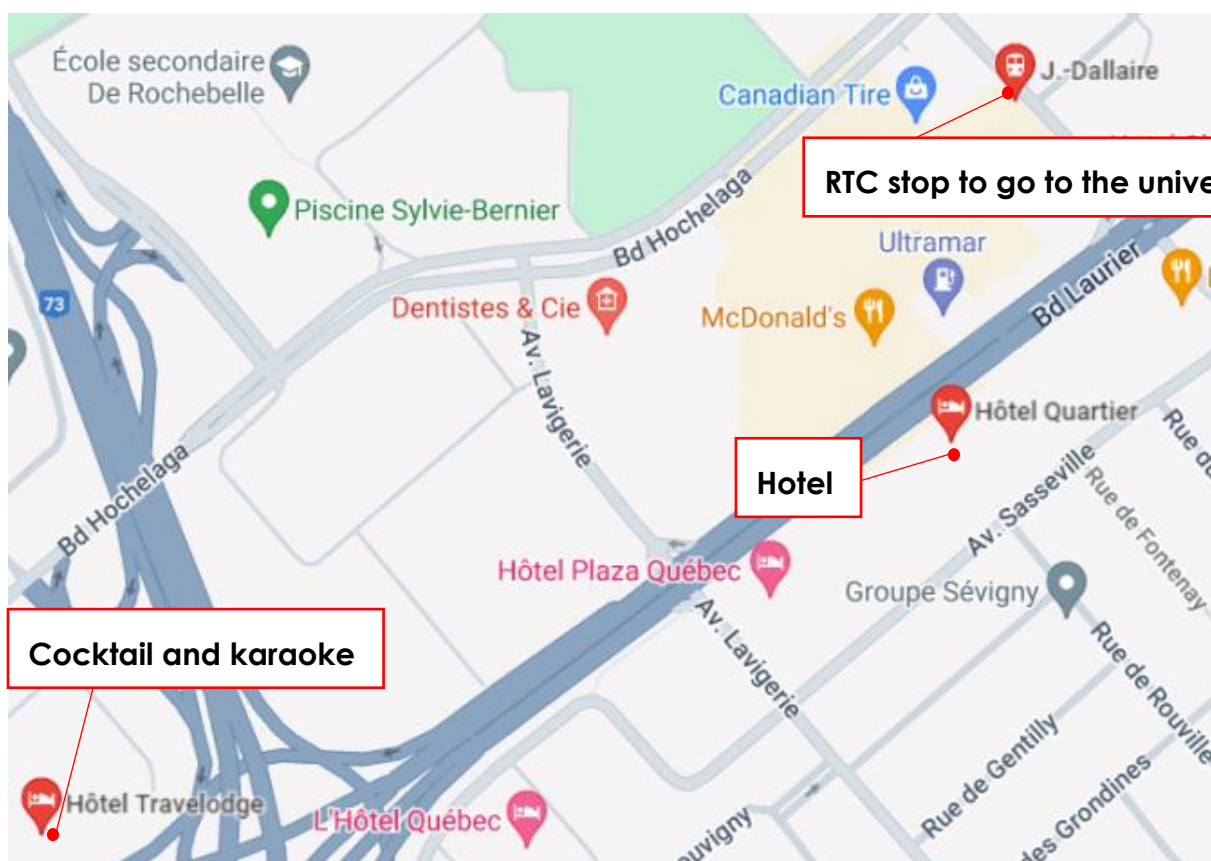 École secondaire
De Rochebelle
J.-Dallaire
Canadian Tire
RTC stop to go to the unive
Piscine Sylvie-Bernier
Bd Hochelaga
Ultramar
Bd Laurier
73
Dentistes & Cie
McDonald's
Av. Lavigerie
Hôtel Quartier
Rue du
Hotel
Av. Sasseville
Rue de Fontenay
Bd Hochelaga
Hôtel Plaza Québec
Groupe Sévigny
Av. Lavigerie
Cocktail and karaoke
Rue de Rouville
Rue de Gentilly
Hôtel Travelodge
L'Hôtel Québec
ouvigny
des Grondines